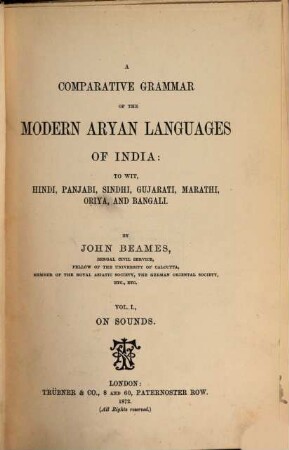 A
COMPARATIVE GRAMMAR
OF THE
MODERN ARYAN LANGUAGES
OF INDIA:
TO WIT,
HINDI, PANJABI, SINDHI, GUJARATI, MARATHI,
ORIYA, AND BANGALI.
BY
JOHN BEAMES,
BENGAL CIVIL SERVICE,
FELLOW OF THE UNIVERSITY OF CALCUTTA,
MEMBER OF THE ROYAL ASIATIC SOCIETY, THE GERMAN ORIENTAL SOCIETY,
ETC., ETC.
VOL. I.,
ON SOUNDS.
LONDON:
TRÜBNER & CO., 8 AND 60, PATERNOSTER ROW.
1872.
(All Rights reserved.)